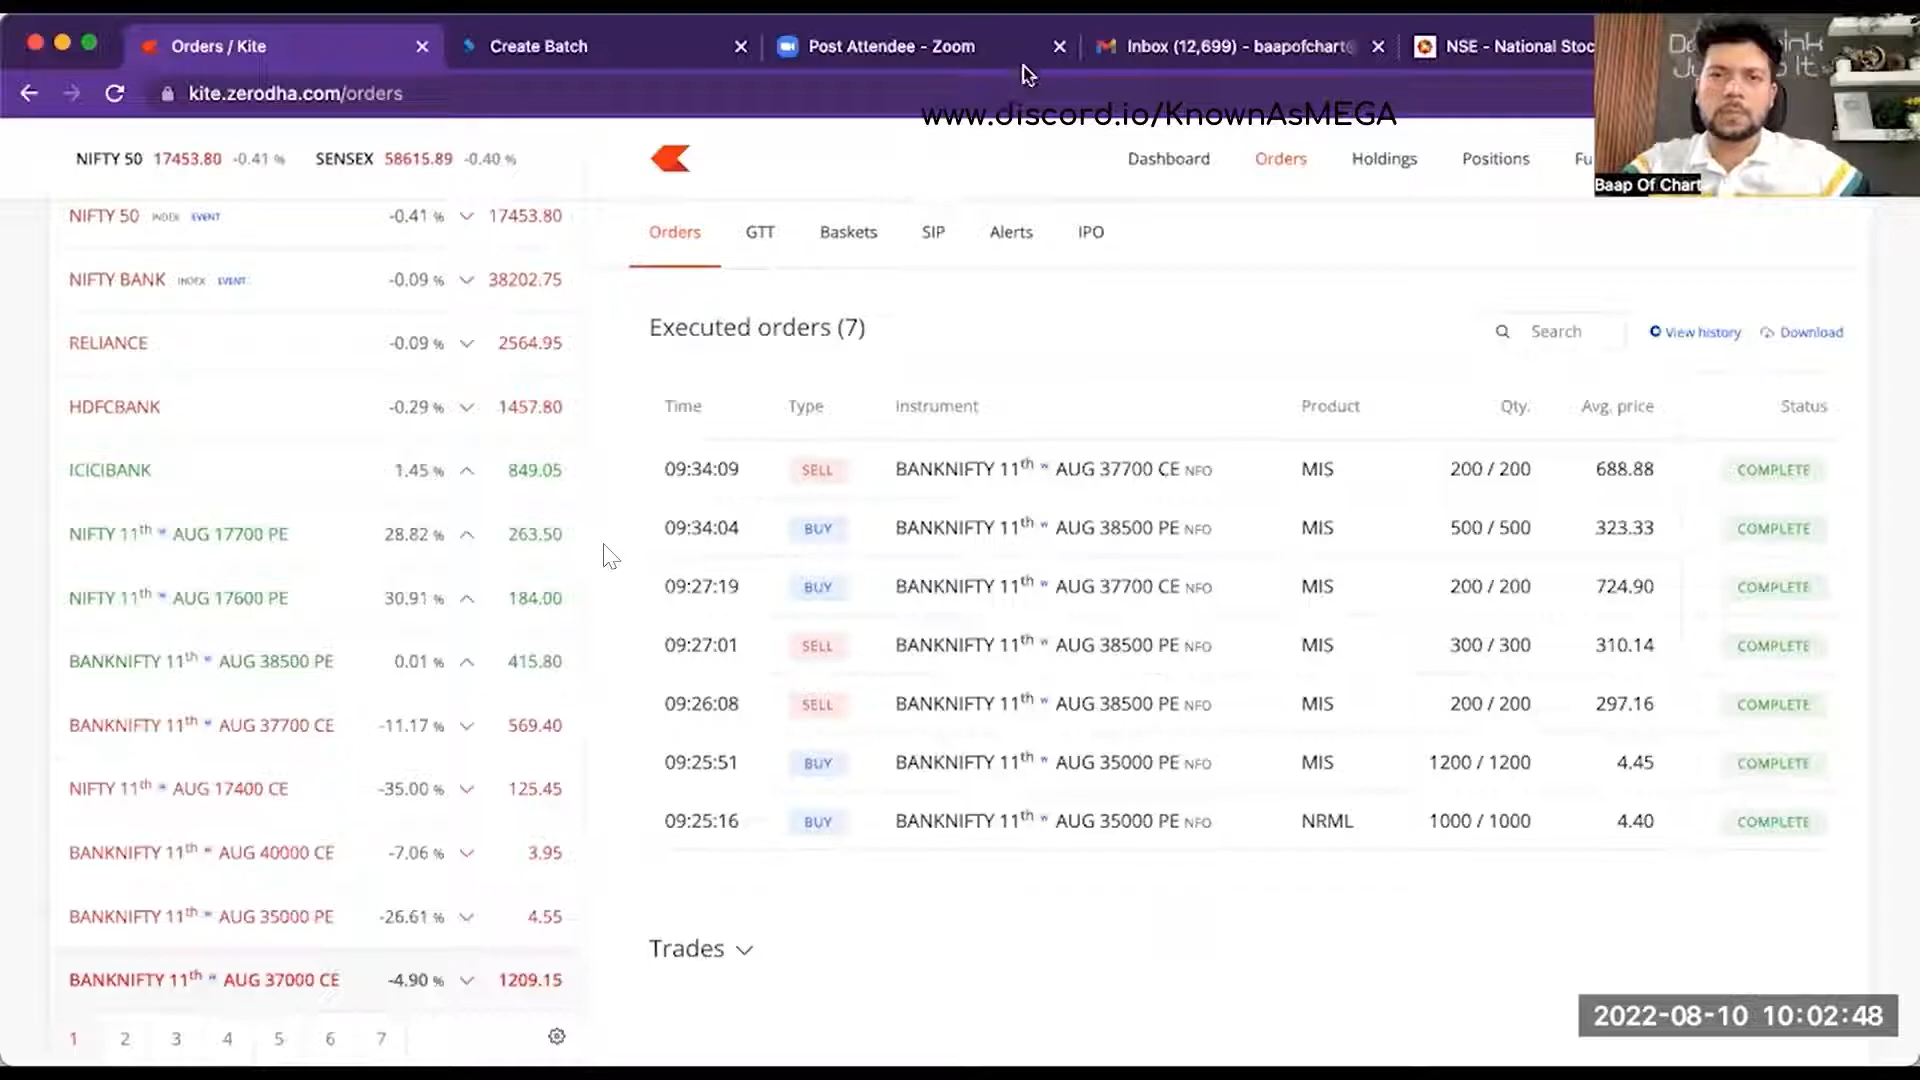 Orders / Kite
Create Batch
Post Attendee - Zoom
Inbox (12,699) - baapofchart@
NSE - National Stoc
kite.zerodha.com/orders
www.discord.io/KnownAsMEGA
Baap Of Chart
NIFTY 50 17453.80 -0.41 % SENSEX 58615.89 -0.40 %
Dashboard Orders Holdings Positions Fu
NIFTY 50 INDEX EVENT -0.41 % 17453.80
NIFTY BANK INDEX EVENT -0.09 % 38202.75
RELIANCE -0.09 % 2564.95
HDFCBANK -0.29 % 1457.80
ICICIBANK 1.45 % 849.05
NIFTY 11th w AUG 17700 PE 28.82 % 263.50
NIFTY 11th w AUG 17600 PE 30.91 % 184.00
BANKNIFTY 11th w AUG 38500 PE 0.01 % 415.80
BANKNIFTY 11th w AUG 37700 CE -11.17 % 569.40
NIFTY 11th w AUG 17400 CE -35.00 % 125.45
BANKNIFTY 11th w AUG 40000 CE -7.06 % 3.95
BANKNIFTY 11th w AUG 35000 PE -26.61 % 4.55
BANKNIFTY 11th w AUG 37000 CE -4.90 % 1209.15
1 2 3 4 5 6 7
Orders GTT Baskets SIP Alerts IPO
Executed orders (7)
Search View history Download
Time Type Instrument Product Qty. Avg. price Status
09:34:09 SELL BANKNIFTY 11th w AUG 37700 CE NFO MIS 200 / 200 688.88 COMPLETE
09:34:04 BUY BANKNIFTY 11th w AUG 38500 PE NFO MIS 500 / 500 323.33 COMPLETE
09:27:19 BUY BANKNIFTY 11th w AUG 37700 CE NFO MIS 200 / 200 724.90 COMPLETE
09:27:01 SELL BANKNIFTY 11th w AUG 38500 PE NFO MIS 300 / 300 310.14 COMPLETE
09:26:08 SELL BANKNIFTY 11th w AUG 38500 PE NFO MIS 200 / 200 297.16 COMPLETE
09:25:51 BUY BANKNIFTY 11th w AUG 35000 PE NFO MIS 1200 / 1200 4.45 COMPLETE
09:25:16 BUY BANKNIFTY 11th w AUG 35000 PE NFO NRML 1000 / 1000 4.40 COMPLETE
Trades
2022-08-10 10:02:48